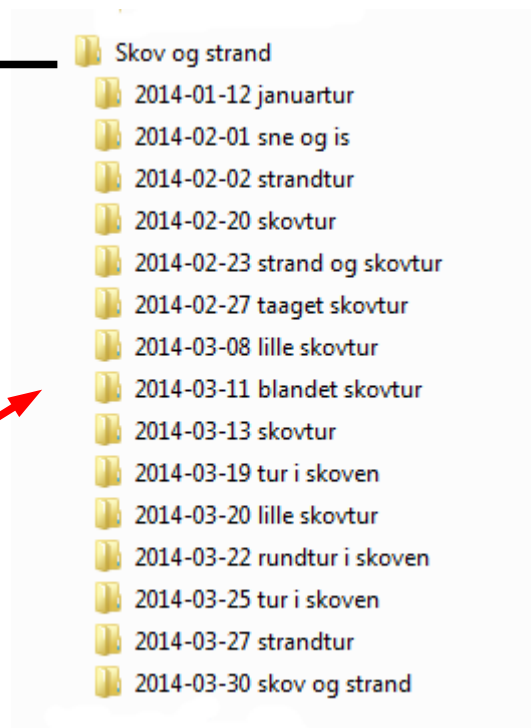 Skov og strand
2014-01-12 januartur
2014-02-01 sne og is
2014-02-02 strandtur
2014-02-20 skovtur
2014-02-23 strand og skovtur
2014-02-27 taaget skovtur
2014-03-08 lille skovtur
2014-03-11 blandet skovtur
2014-03-13 skovtur
2014-03-19 tur i skoven
2014-03-20 lille skovtur
2014-03-22 rundtur i skoven
2014-03-25 tur i skoven
2014-03-27 strandtur
2014-03-30 skov og strand